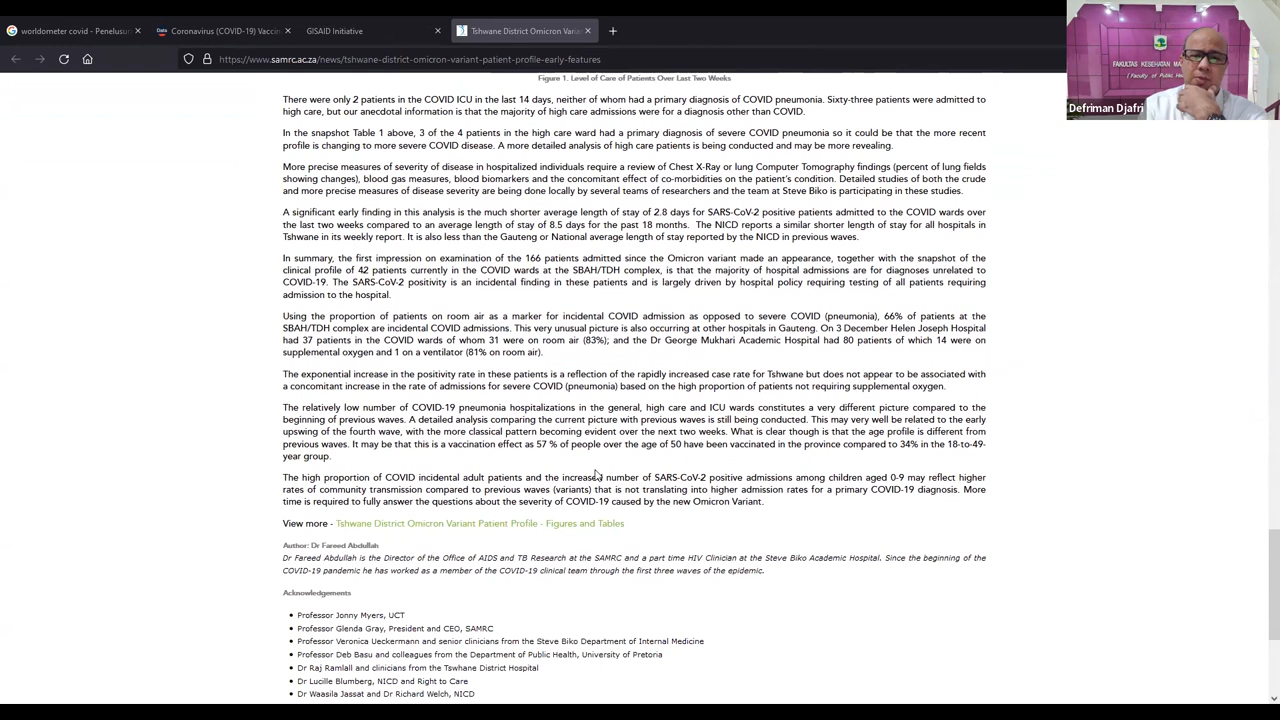 worldometer covid - Penelusur
Coronavirus (COVID-19) Vaccin
GISAID Initiative
Tshwane District Omicron Varia
https://www.samrc.ac.za/news/tshwane-district-omicron-variant-patient-profile-early-features
FAKULTAS KESEHATAN MA
(Faculty of Public Hea
Defriman Djafri
Figure 1. Level of Care of Patients Over Last Two Weeks
There were only 2 patients in the COVID ICU in the last 14 days, neither of whom had a primary diagnosis of COVID pneumonia. Sixty-three patients were admitted to
high care, but our anecdotal information is that the majority of high care admissions were for a diagnosis other than COVID.
In the snapshot Table 1 above, 3 of the 4 patients in the high care ward had a primary diagnosis of severe COVID pneumonia so it could be that the more recent
profile is changing to more severe COVID disease. A more detailed analysis of high care patients is being conducted and may be more revealing.
More precise measures of severity of disease in hospitalized individuals require a review of Chest X-Ray or lung Computer Tomography findings (percent of lung fields
showing changes), blood gas measures, blood biomarkers and the concomitant effect of co-morbidities on the patient's condition. Detailed studies of both the crude
and more precise measures of disease severity are being done locally by several teams of researchers and the team at Steve Biko is participating in these studies.
A significant early finding in this analysis is the much shorter average length of stay of 2.8 days for SARS-CoV-2 positive patients admitted to the COVID wards over
the last two weeks compared to an average length of stay of 8.5 days for the past 18 months. The NICD reports a similar shorter length of stay for all hospitals in
Tshwane in its weekly report. It is also less than the Gauteng or National average length of stay reported by the NICD in previous waves.
In summary, the first impression on examination of the 166 patients admitted since the Omicron variant made an appearance, together with the snapshot of the
clinical profile of 42 patients currently in the COVID wards at the SBAH/TDH complex, is that the majority of hospital admissions are for diagnoses unrelated to
COVID-19. The SARS-CoV-2 positivity is an incidental finding in these patients and is largely driven by hospital policy requiring testing of all patients requiring
admission to the hospital.
Using the proportion of patients on room air as a marker for incidental COVID admission as opposed to severe COVID (pneumonia), 66% of patients at the
SBAH/TDH complex are incidental COVID admissions. This very unusual picture is also occurring at other hospitals in Gauteng. On 3 December Helen Joseph Hospital
had 37 patients in the COVID wards of whom 31 were on room air (83%); and the Dr George Mukhari Academic Hospital had 80 patients of which 14 were on
supplemental oxygen and 1 on a ventilator (81% on room air).
The exponential increase in the positivity rate in these patients is a reflection of the rapidly increased case rate for Tshwane but does not appear to be associated with
a concomitant increase in the rate of admissions for severe COVID (pneumonia) based on the high proportion of patients not requiring supplemental oxygen.
The relatively low number of COVID-19 pneumonia hospitalizations in the general, high care and ICU wards constitutes a very different picture compared to the
beginning of previous waves. A detailed analysis comparing the current picture with previous waves is still being conducted. This may very well be related to the early
upswing of the fourth wave, with the more classical pattern becoming evident over the next two weeks. What is clear though is that the age profile is different from
previous waves. It may be that this is a vaccination effect as 57 % of people over the age of 50 have been vaccinated in the province compared to 34% in the 18-to-49-
year group.
The high proportion of COVID incidental adult patients and the increased number of SARS-CoV-2 positive admissions among children aged 0-9 may reflect higher
rates of community transmission compared to previous waves (variants) that is not translating into higher admission rates for a primary COVID-19 diagnosis. More
time is required to fully answer the questions about the severity of COVID-19 caused by the new Omicron Variant.
View more - Tshwane District Omicron Variant Patient Profile - Figures and Tables
Author: Dr Fareed Abdullah
Dr Fareed Abdullah is the Director of the Office of AIDS and TB Research at the SAMRC and a part time HIV Clinician at the Steve Biko Academic Hospital. Since the beginning of the
COVID-19 pandemic he has worked as a member of the COVID-19 clinical team through the first three waves of the epidemic.
Acknowledgements
Professor Jonny Myers, UCT
Professor Glenda Gray, President and CEO, SAMRC
Professor Veronica Ueckermann and senior clinicians from the Steve Biko Department of Internal Medicine
Professor Deb Basu and colleagues from the Department of Public Health, University of Pretoria
Dr Raj Ramlall and clinicians from the Tswhane District Hospital
Dr Lucille Blumberg, NICD and Right to Care
Dr Waasila Jassat and Dr Richard Welch, NICD